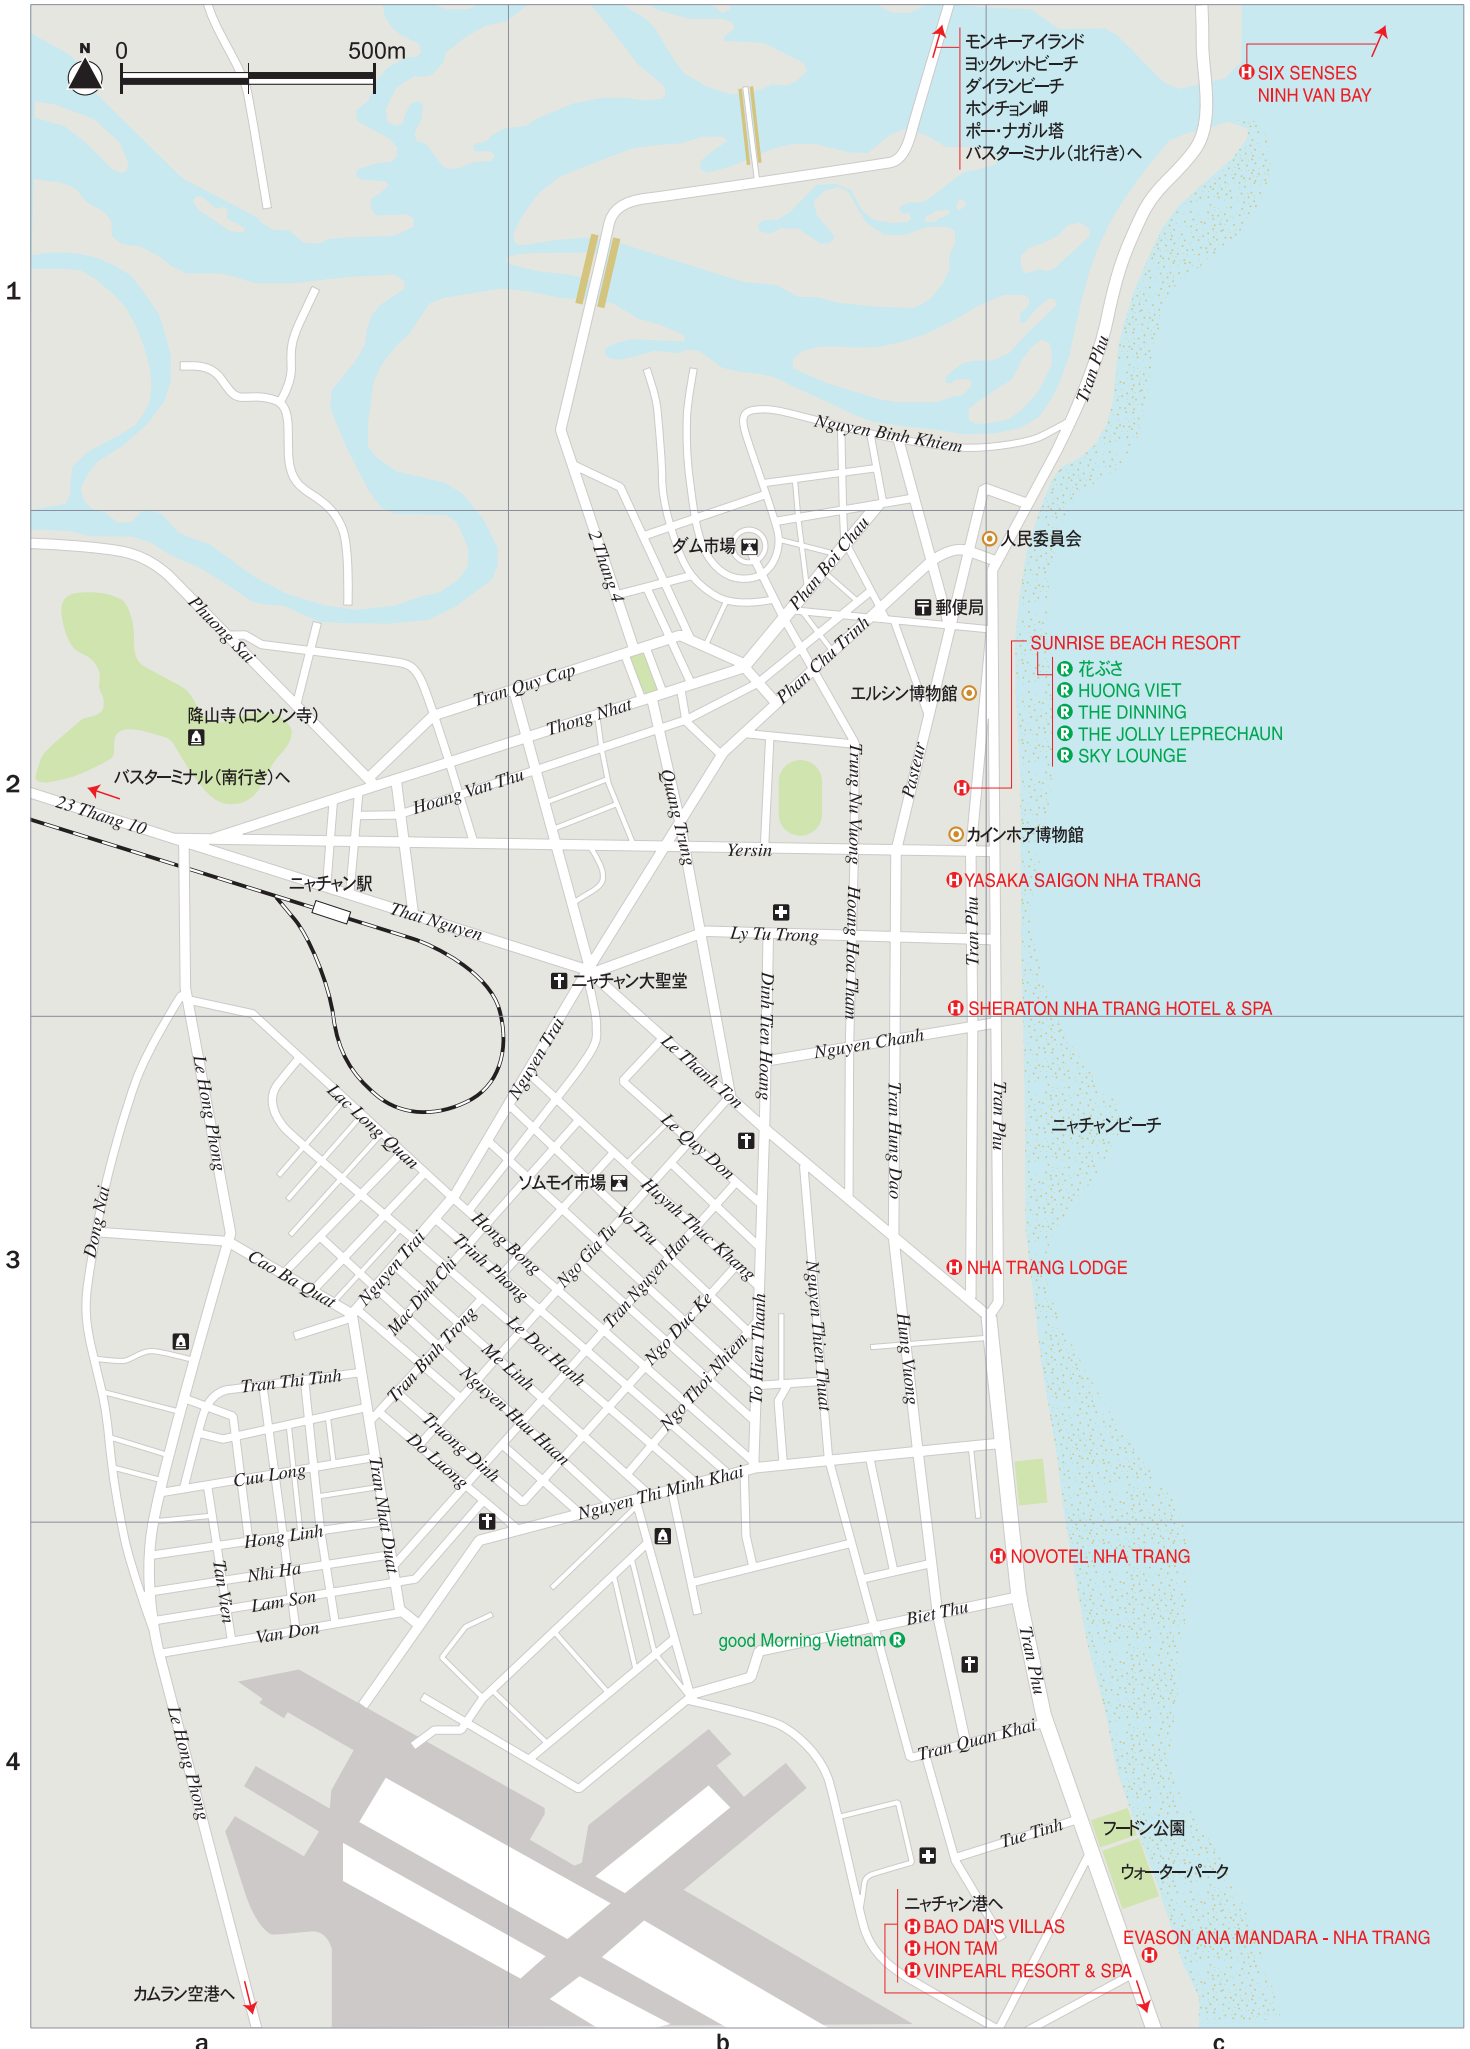 N
0
500m
モンキーアイランド
ヨックレットビーチ
ダイランビーチ
ホンチョン岬
ポー・ナガル塔
バスターミナル(北行き)へ
H SIX SENSES
NINH VAN BAY
1
Tran Phu
Nguyen Binh Khiem
2 Thang 4
ダム市場
Phan Boi Chau
人民委員会
郵便局
Phuong Sai
Phan Chu Trinh
SUNRISE BEACH RESORT
R 花ぶさ
R HUONG VIET
R THE DINNING
R THE JOLLY LEPRECHAUN
R SKY LOUNGE
エルシン博物館
Tran Quy Cap
Thong Nhat
降山寺(ロンソン寺)
バスターミナル(南行き)へ
2
23 Thang 10
Hoang Van Thu
Quang Trung
Trung Nu Vuong
Pasteur
H
カインホア博物館
Yersin
ニャチャン駅
H YASAKA SAIGON NHA TRANG
Thai Nguyen
Ly Tu Trong
Hoang Hoa Tham
Tran Phu
ニャチャン大聖堂
Dinh Tien Hoang
H SHERATON NHA TRANG HOTEL & SPA
Nguyen Trai
Nguyen Chanh
Le Thanh Ton
Le Hong Phong
Lac Long Quan
Le Quy Don
Tran Hung Dao
Tran Phu
ニャチャンビーチ
ソムモイ市場
Huynh Thuc Khang
Dong Nai
Hong Bong
Vo Tru
3
Nguyen Trai
Trinh Phong
Ngo Gia Tu
Tran Nguyen Han
H NHA TRANG LODGE
Cao Ba Quat
Mac Dinh Chi
Nguyen Thien Thuat
Tran Binh Trong
Le Dai Hanh
Ngo Duc Ke
To Hien Thanh
Hung Vuong
Me Linh
Ngo Thoi Nhiem
Tran Thi Tinh
Nguyen Huu Huan
Truong Dinh
Do Luong
Cuu Long
Tran Nhat Duat
Nguyen Thi Minh Khai
Hong Linh
Nhi Ha
Tan Vien
Lam Son
Van Don
H NOVOTEL NHA TRANG
Biet Thu
good Morning Vietnam R
Tran Phu
Le Hong Phong
Tran Quan Khai
4
Tue Tinh
フードン公園
ウォーターパーク
ニャチャン港へ
H BAO DAI'S VILLAS
H HON TAM
H VINPEARL RESORT & SPA
EVASON ANA MANDARA - NHA TRANG
H
カムラン空港へ
a
b
c